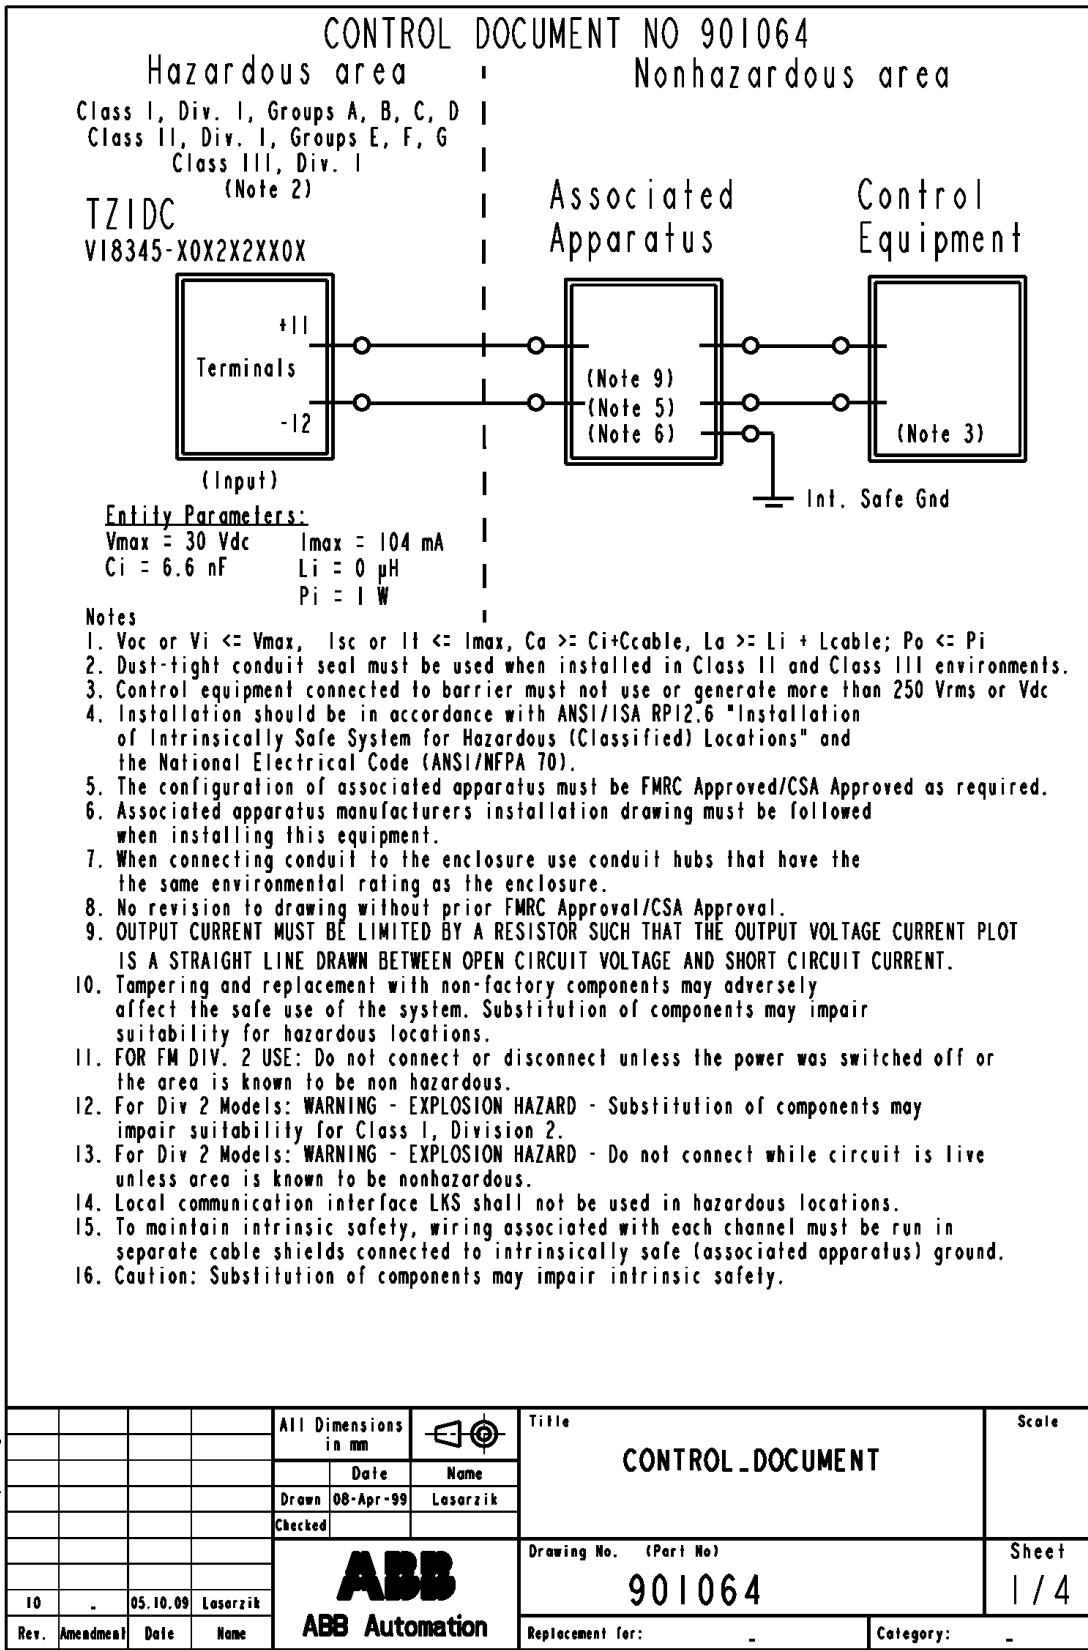 CONTROL DOCUMENT NO 901064
Hazardous area
Nonhazardous area
Class I, Div. I, Groups A, B, C, D
Class II, Div. I, Groups E, F, G
Class III, Div. I
(Note 2)
TZIDC
V18345-X0X2X2XX0X
Associated
Apparatus
Control
Equipment
+11
Terminals
-12
(Input)
(Note 9)
(Note 5)
(Note 6)
(Note 3)
Int. Safe Gnd
Entity Parameters:
Vmax = 30 Vdc Imax = 104 mA
Ci = 6.6 nF Li = 0 µH
Pi = 1 W
Notes
1. Voc or Vi <= Vmax, Isc or It <= Imax, Ca >= Ci+Ccable, La >= Li + Lcable; Po <= Pi
2. Dust-tight conduit seal must be used when installed in Class II and Class III environments.
3. Control equipment connected to barrier must not use or generate more than 250 Vrms or Vdc
4. Installation should be in accordance with ANSI/ISA RP12.6 "Installation
of Intrinsically Safe System for Hazardous (Classified) Locations" and
the National Electrical Code (ANSI/NFPA 70).
5. The configuration of associated apparatus must be FMRC Approved/CSA Approved as required.
6. Associated apparatus manufacturers installation drawing must be followed
when installing this equipment.
7. When connecting conduit to the enclosure use conduit hubs that have the
the same environmental rating as the enclosure.
8. No revision to drawing without prior FMRC Approval/CSA Approval.
9. OUTPUT CURRENT MUST BE LIMITED BY A RESISTOR SUCH THAT THE OUTPUT VOLTAGE CURRENT PLOT
IS A STRAIGHT LINE DRAWN BETWEEN OPEN CIRCUIT VOLTAGE AND SHORT CIRCUIT CURRENT.
10. Tampering and replacement with non-factory components may adversely
affect the safe use of the system. Substitution of components may impair
suitability for hazardous locations.
11. FOR FM DIV. 2 USE: Do not connect or disconnect unless the power was switched off or
the area is known to be non hazardous.
12. For Div 2 Models: WARNING - EXPLOSION HAZARD - Substitution of components may
impair suitability for Class I, Division 2.
13. For Div 2 Models: WARNING - EXPLOSION HAZARD - Do not connect while circuit is live
unless area is known to be nonhazardous.
14. Local communication interface LKS shall not be used in hazardous locations.
15. To maintain intrinsic safety, wiring associated with each channel must be run in
separate cable shields connected to intrinsically safe (associated apparatus) ground.
16. Caution: Substitution of components may impair intrinsic safety.
All Dimensions
in mm
Title
CONTROL_DOCUMENT
Scale
Date Name
Drawn 08-Apr-99 Lasarzik
Checked
ABB
ABB Automation
Drawing No. (Part No)
901064
Sheet
1/4
10 - 05.10.09 Lasarzik
Rev. Amendment Date Name
Replacement for: -
Category: -